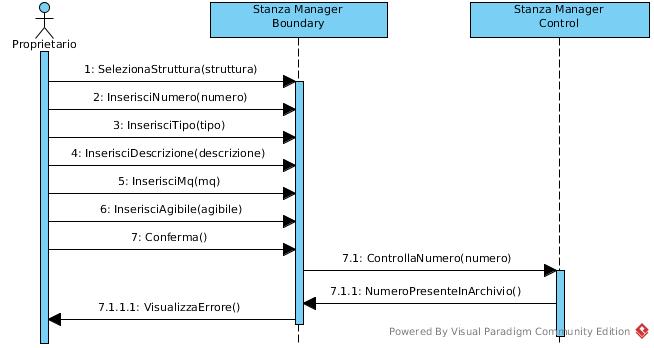 Stanza Manager
Boundary
Stanza Manager
Control
Proprietario
1: SelezionaStruttura(struttura)
2: InserisciNumero(numero)
3: InserisciTipo(tipo)
4: InserisciDescrizione(descrizione)
5: InserisciMq(mq)
6: InserisciAgibile(agibile)
7: Conferma()
7.1: ControllaNumero(numero)
7.1.1: NumeroPresenteInArchivio()
7.1.1.1: VisualizzaErrore()
Powered By Visual Paradigm Community Edition